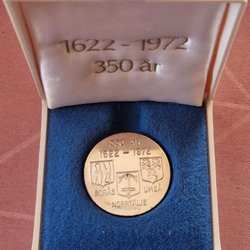 1622-1972
350 år
350 ÅR
1622-1972
BORÅS UMEÅ
NORRTÄLJE